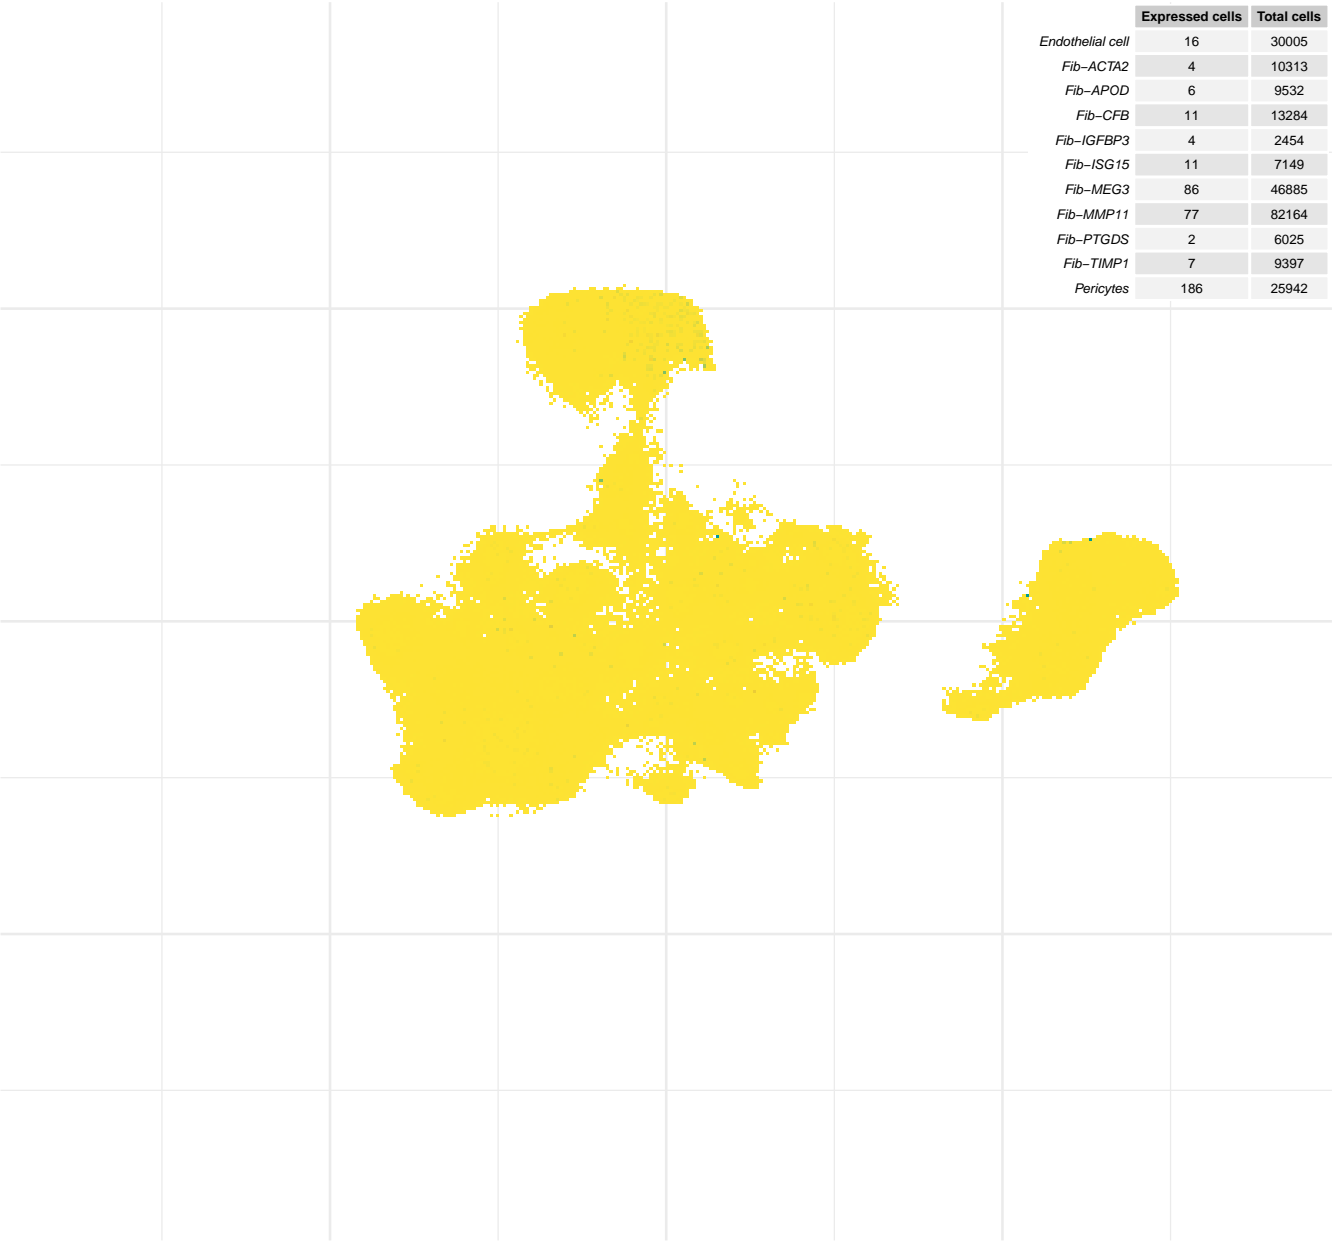 Expressed cells Total cells
Endothelial cell 16 30005
Fib−ACTA2 4 10313
Fib−APOD 6 9532
Fib−CFB 11 13284
Fib−IGFBP3 4 2454
Fib−ISG15 11 7149
Fib−MEG3 86 46885
Fib−MMP11 77 82164
Fib−PTGDS 2 6025
Fib−TIMP1 7 9397
Pericytes 186 25942